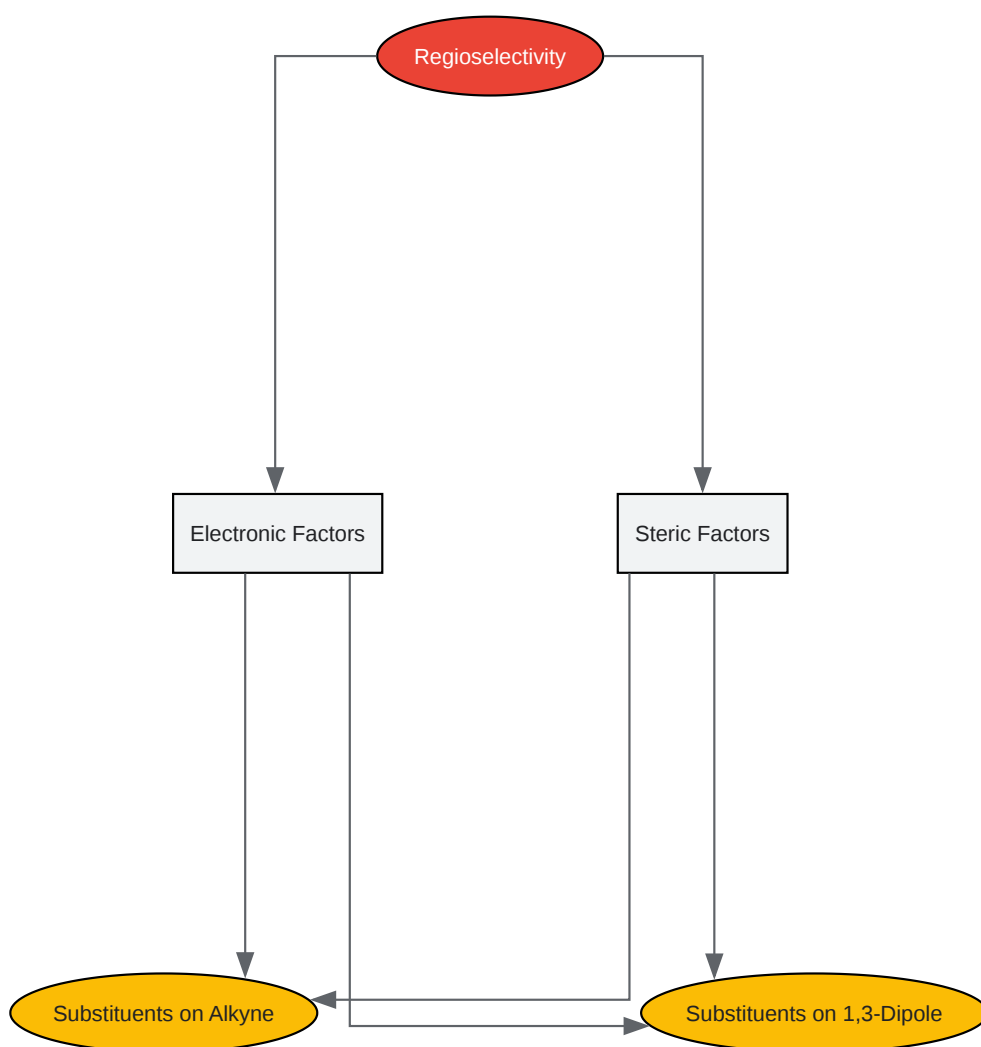 Regioselectivity
Electronic Factors
Steric Factors
Substituents on Alkyne
Substituents on 1,3-Dipole